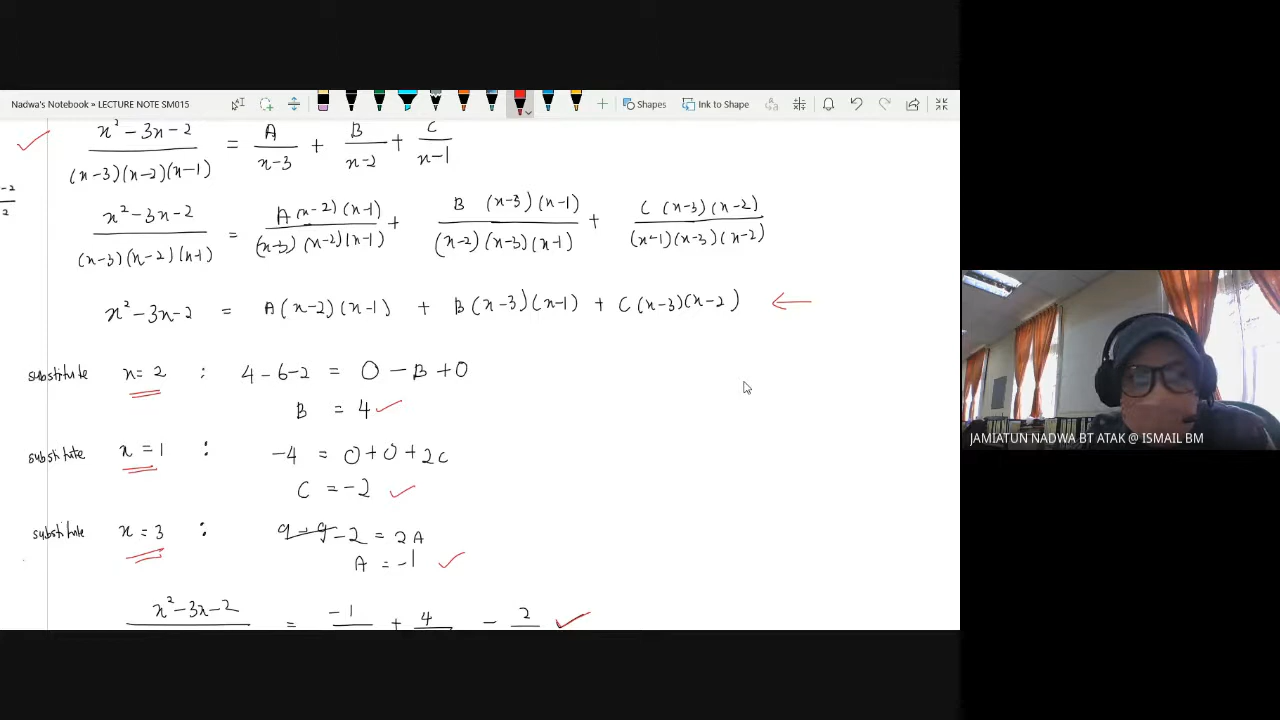 Nadwa's Notebook » LECTURE NOTE SM015
Shapes
Ink to Shape
x² - 3x - 2 / (x-3)(x-2)(x-1) = A / x-3 + B / x-2 + C / x-1
-2 / 2
x² - 3x - 2 / (x-3)(x-2)(x-1) = A(x-2)(x-1) / (x-3)(x-2)(x-1) + B (x-3)(x-1) / (x-2)(x-3)(x-1) + C (x-3)(x-2) / (x-1)(x-3)(x-2)
x² - 3x - 2 = A(x-2)(x-1) + B(x-3)(x-1) + C(x-3)(x-2) ←
substitute x = 2 : 4 - 6 - 2 = 0 - B + 0
B = 4 ✓
substitute x = 1 : -4 = 0 + 0 + 2C
C = -2 ✓
substitute x = 3 : 9 - 9 - 2 = 2A
A = -1 ✓
x² - 3x - 2 = -1 + 4 - 2 ✓
JAMIATUN NADWA BT ATAK @ ISMAIL BM